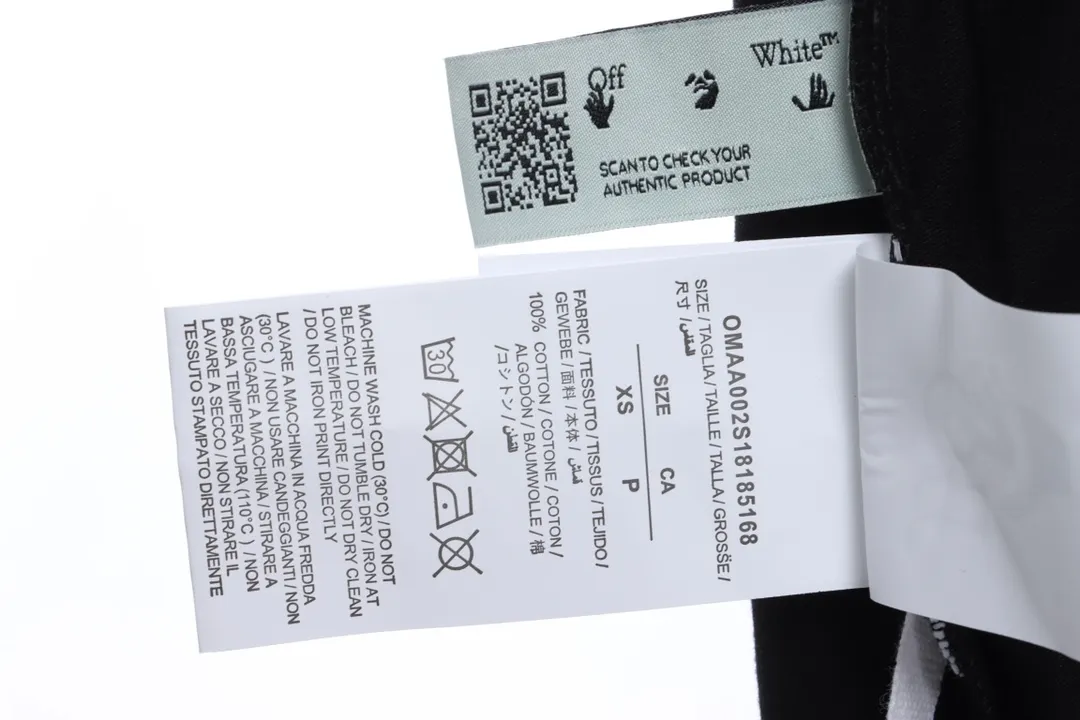 Off
White™
SCAN TO CHECK YOUR
AUTHENTIC PRODUCT
OMAA002S18185168
SIZE / TAGLIA / TAILLE / TALLA / GROSSE /
尺寸 / المقاس
SIZE CA
XS P
FABRIC / TESSUTO / TISSUS / TEJIDO /
GEWEBE / 面料 / 本体 / قماش
100% COTTON / COTONE / COTON /
ALGODÓN / BAUMWOLLE / 棉
/ コットン / القطن
30
MACHINE WASH COLD (30°C) / DO NOT
BLEACH / DO NOT TUMBLE DRY / IRON AT
LOW TEMPERATURE / DO NOT DRY CLEAN
/ DO NOT IRON PRINT DIRECTLY
LAVARE A MACCHINA IN ACQUA FREDDA
(30°C ) / NON USARE CANDEGGIANTI / NON
ASCIUGARE A MACCHINA / STIRARE A
BASSA TEMPERATURA (110°C ) / NON
LAVARE A SECCO / NON STIRARE IL
TESSUTO STAMPATO DIRETTAMENTE